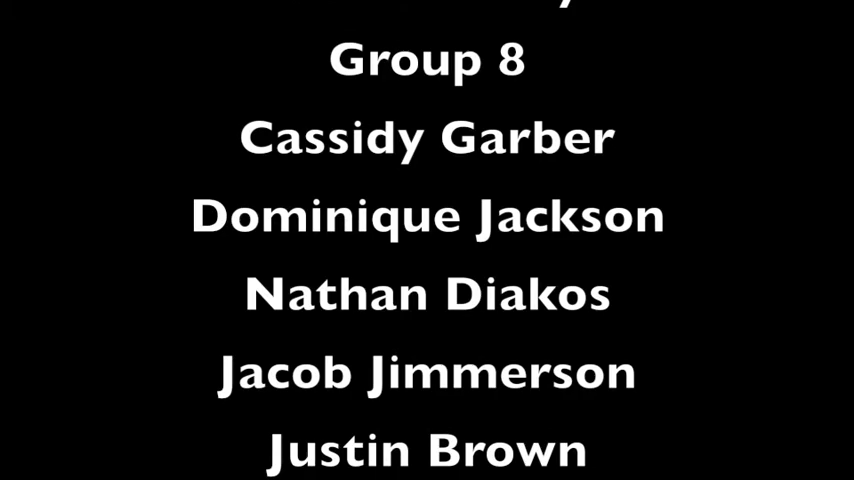 Group 8
Cassidy Garber
Dominique Jackson
Nathan Diakos
Jacob Jimmerson
Justin Brown